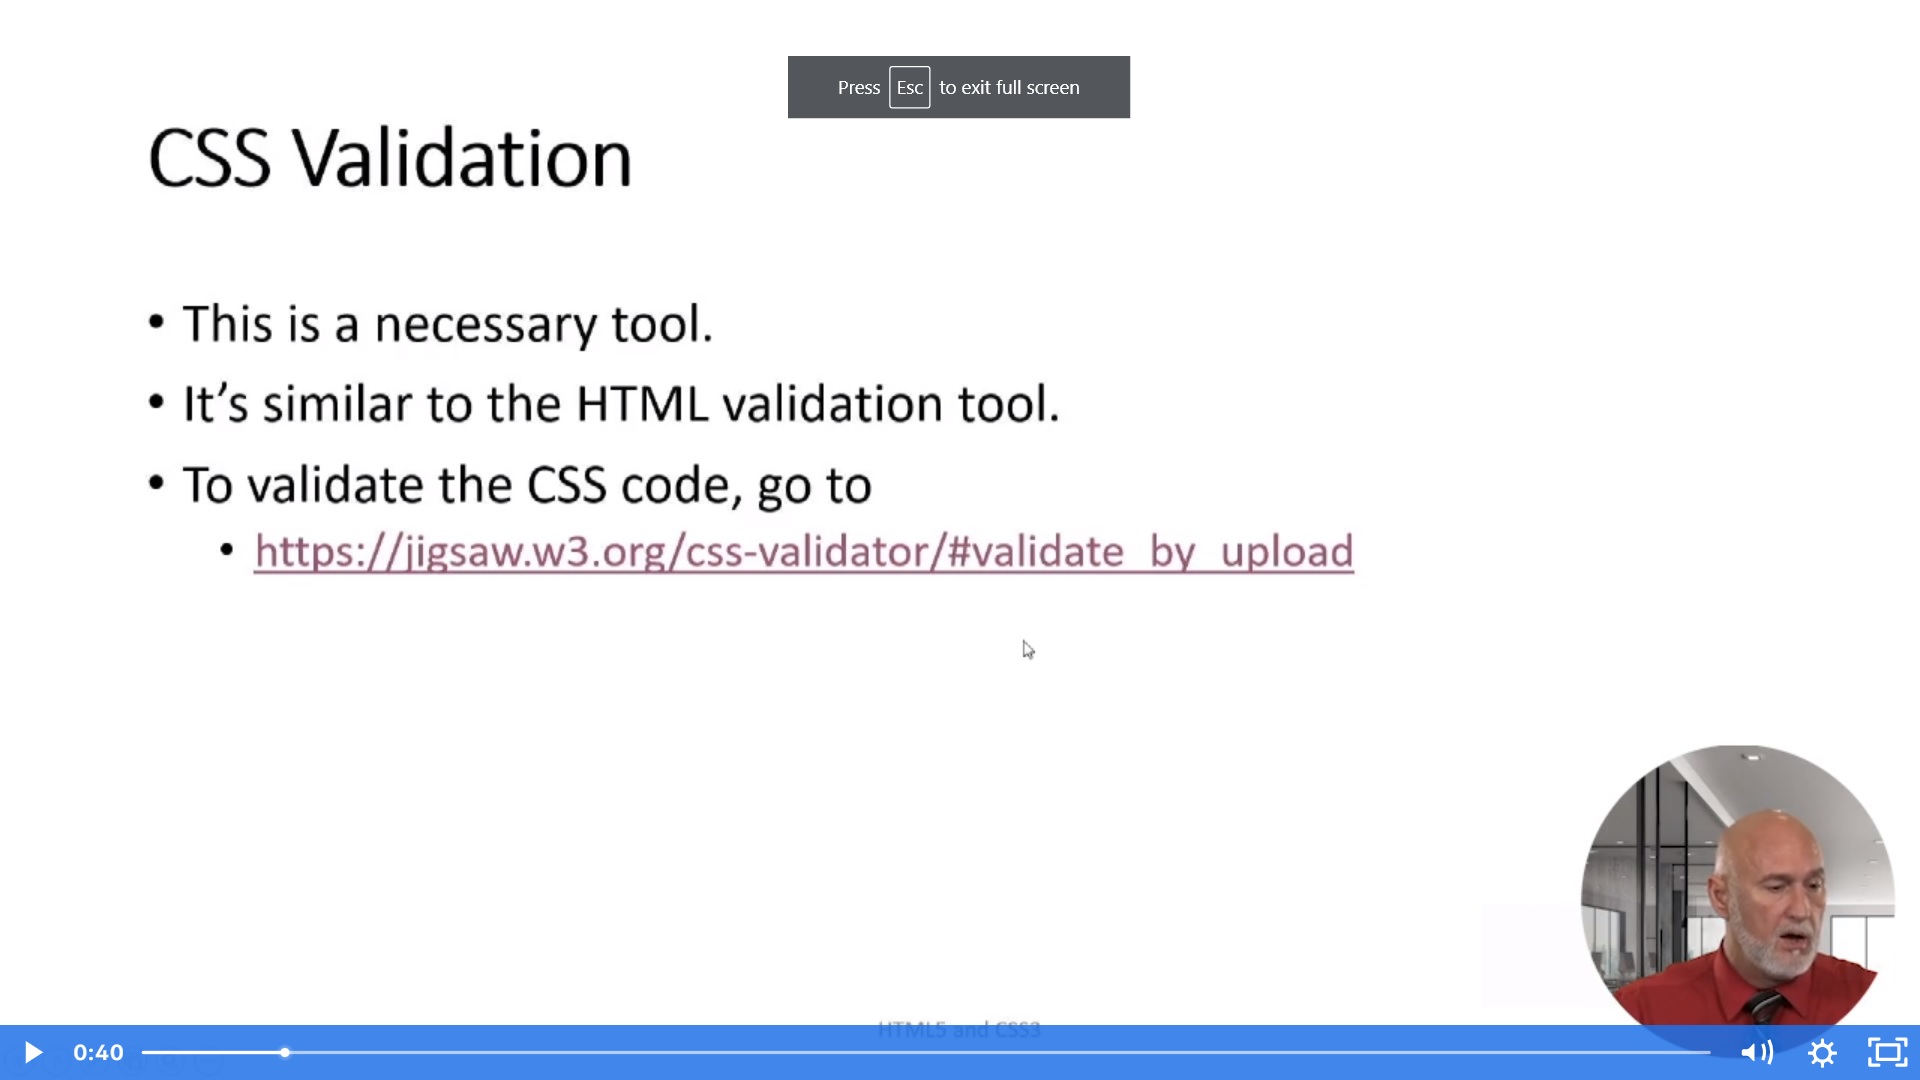 Press Esc to exit full screen
CSS Validation
• This is a necessary tool.
• It’s similar to the HTML validation tool.
• To validate the CSS code, go to
• https://jigsaw.w3.org/css-validator/#validate_by_upload
HTML5 and CSS3
0:40